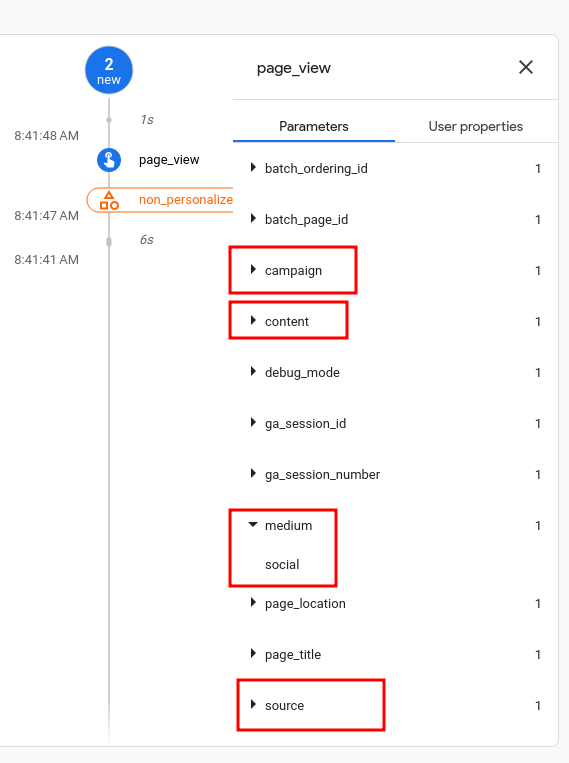 2
new
1s
8:41:48 AM
page_view
non_personalize
8:41:47 AM
6s
8:41:41 AM
page_view
Parameters
User properties
batch_ordering_id 1
batch_page_id 1
campaign 1
content 1
debug_mode 1
ga_session_id 1
ga_session_number 1
medium 1
social
page_location 1
page_title 1
source 1